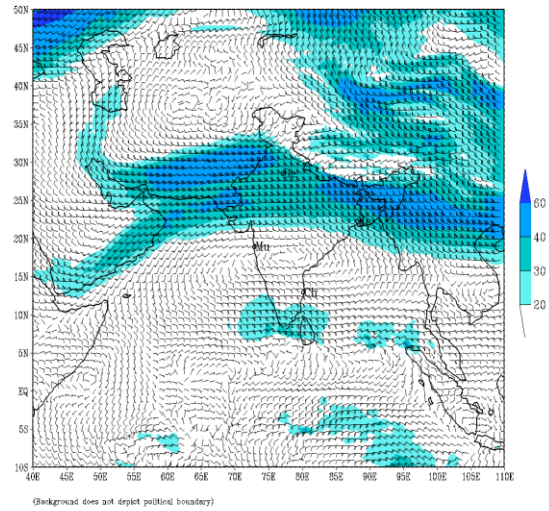 50N
45N
40N
35N
30N
25N
20N
15N
10N
5N
EQ
5S
10S
40E 45E 50E 55E 60E 65E 70E 75E 80E 85E 90E 95E 100E 105E 110E
60
40
30
20
Mu
(Background does not depict political boundary)